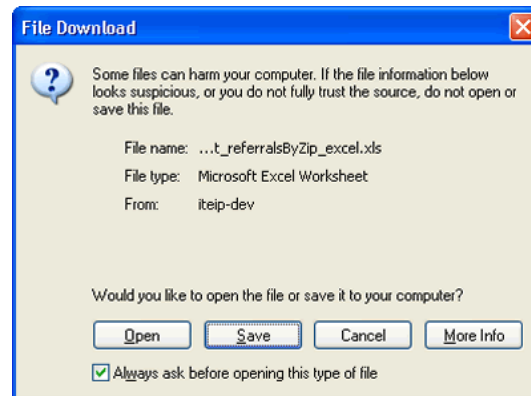 File Download
Some files can harm your computer. If the file information below
looks suspicious, or you do not fully trust the source, do not open or
save this file.
File name: ...t_referralsByZip_excel.xls
File type: Microsoft Excel Worksheet
From: iteip-dev
Would you like to open the file or save it to your computer?
Open Save Cancel More Info
Always ask before opening this type of file